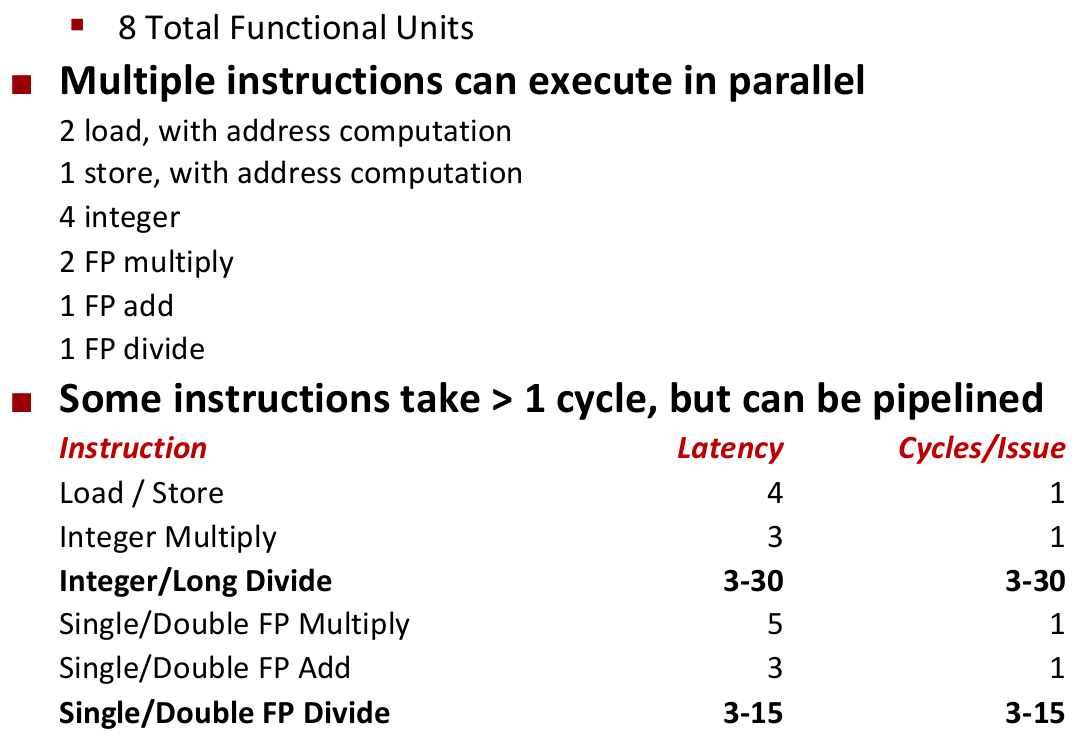 8 Total Functional Units
Multiple instructions can execute in parallel
2 load, with address computation
1 store, with address computation
4 integer
2 FP multiply
1 FP add
1 FP divide
Some instructions take > 1 cycle, but can be pipelined
Instruction Latency Cycles/Issue
Load / Store 4 1
Integer Multiply 3 1
Integer/Long Divide 3-30 3-30
Single/Double FP Multiply 5 1
Single/Double FP Add 3 1
Single/Double FP Divide 3-15 3-15